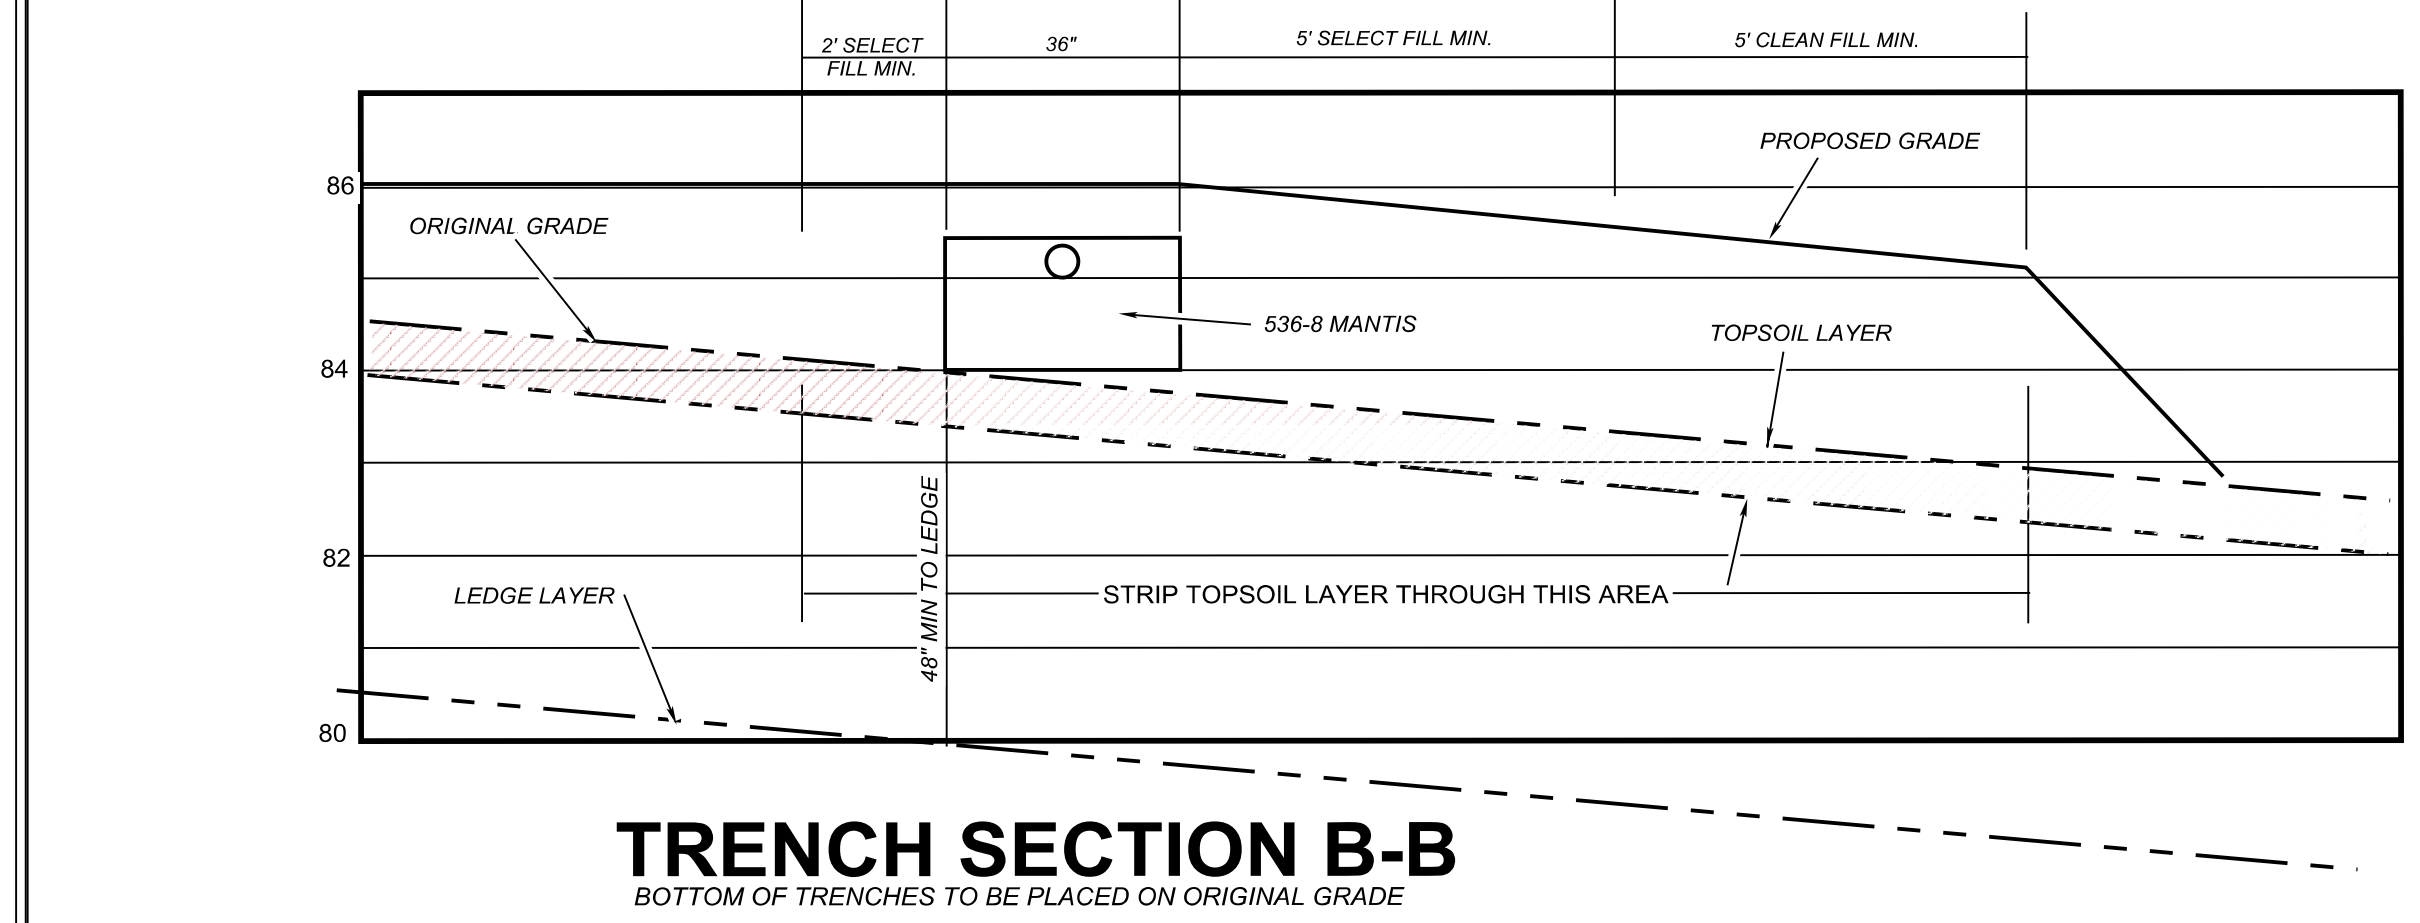 2' SELECT
FILL MIN.
36"
5' SELECT FILL MIN.
5' CLEAN FILL MIN.
PROPOSED GRADE
86
ORIGINAL GRADE
536-8 MANTIS
TOPSOIL LAYER
84
48" MIN TO LEDGE
82
LEDGE LAYER
STRIP TOPSOIL LAYER THROUGH THIS AREA
80
TRENCH SECTION B-B
BOTTOM OF TRENCHES TO BE PLACED ON ORIGINAL GRADE